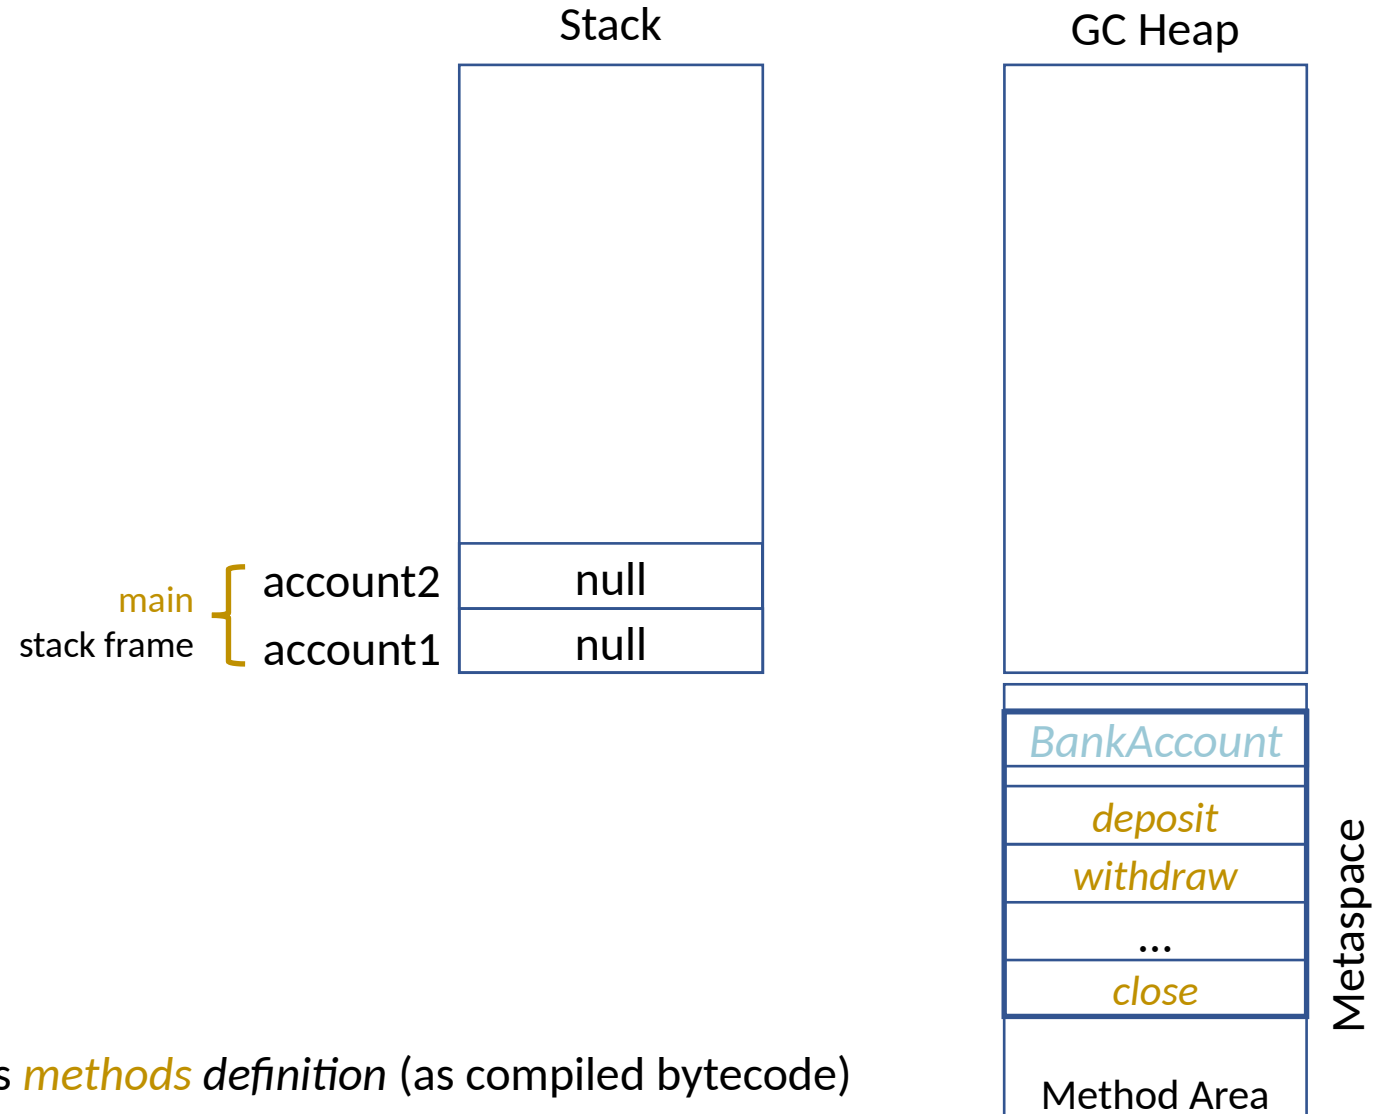 Stack
GC Heap
account2
null
main
stack frame
account1
null
BankAccount
deposit
withdraw
...
close
Metaspace
s methods definition (as compiled bytecode)
Method Area